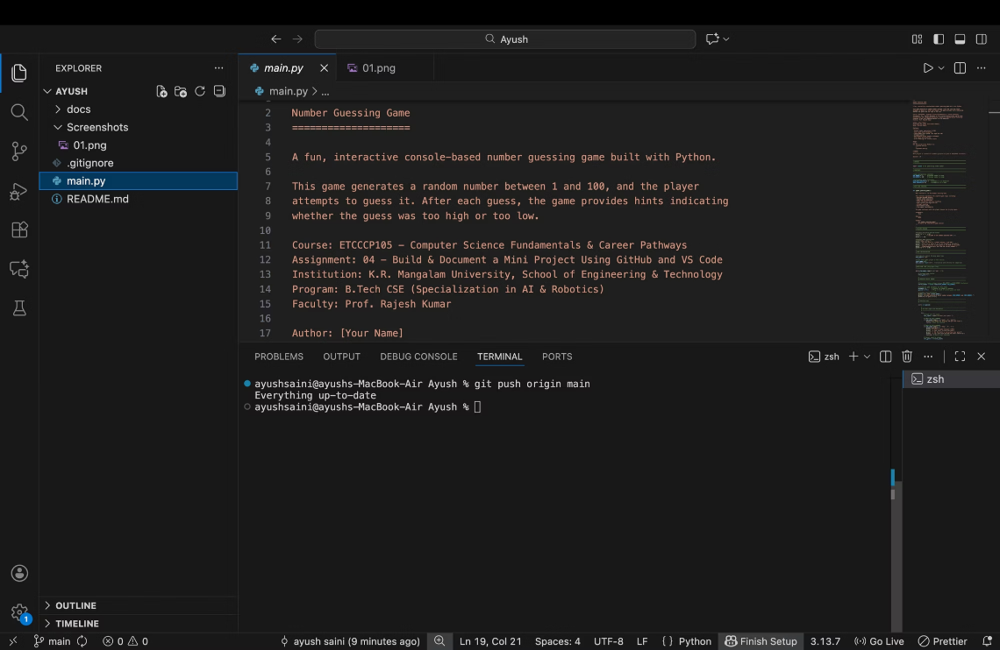 Ayush
EXPLORER
AYUSH
docs
Screenshots
01.png
.gitignore
main.py
README.md
OUTLINE
TIMELINE
main.py
01.png
main.py > ...
2 Number Guessing Game
3 ====================
4
5 A fun, interactive console-based number guessing game built with Python.
6
7 This game generates a random number between 1 and 100, and the player
8 attempts to guess it. After each guess, the game provides hints indicating
9 whether the guess was too high or too low.
10
11 Course: ETCCCP105 - Computer Science Fundamentals & Career Pathways
12 Assignment: 04 - Build & Document a Mini Project Using GitHub and VS Code
13 Institution: K.R. Mangalam University, School of Engineering & Technology
14 Program: B.Tech CSE (Specialization in AI & Robotics)
15 Faculty: Prof. Rajesh Kumar
16
17 Author: [Your Name]
PROBLEMS OUTPUT DEBUG CONSOLE TERMINAL PORTS
zsh
ayushsaini@ayushs-MacBook-Air Ayush % git push origin main
Everything up-to-date
ayushsaini@ayushs-MacBook-Air Ayush %
zsh
1
main 0 0 ayush saini (9 minutes ago) Ln 19, Col 21 Spaces: 4 UTF-8 LF { } Python Finish Setup 3.13.7 Go Live Prettier